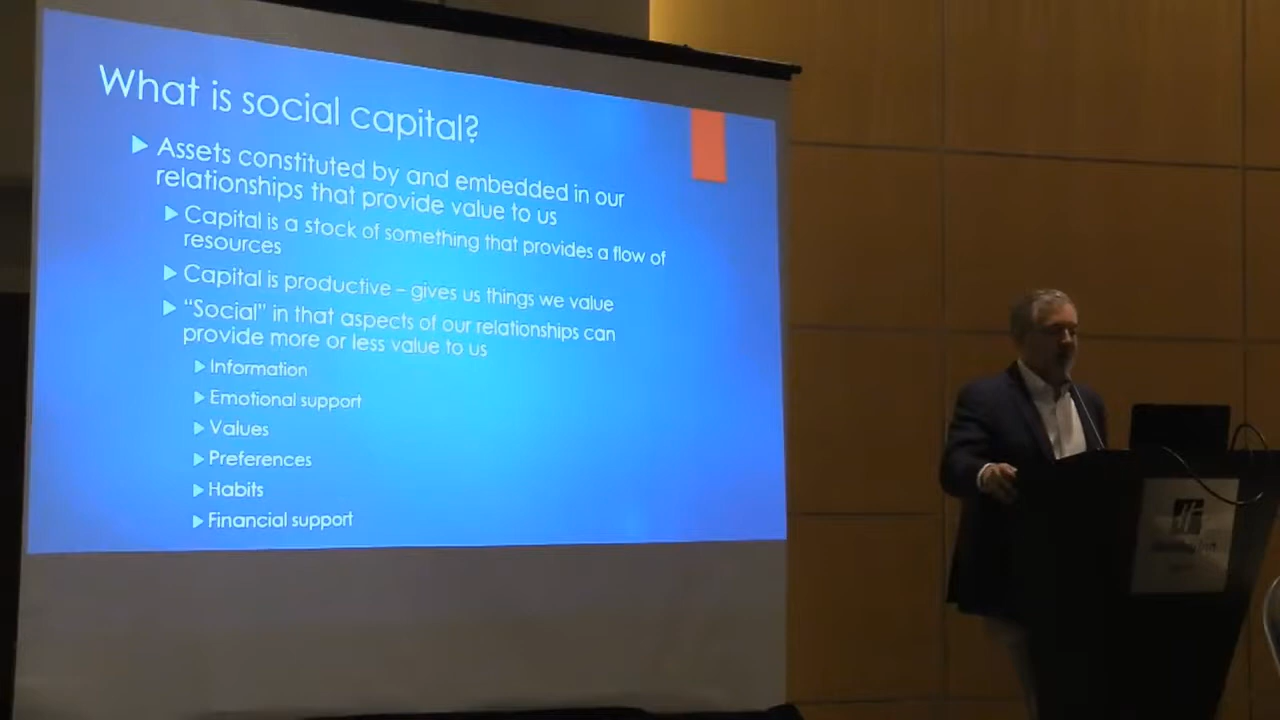 What is social capital?
Assets constituted by and embedded in our
relationships that provide value to us
Capital is a stock of something that provides a flow of
resources
Capital is productive – gives us things we value
“Social” in that aspects of our relationships can
provide more or less value to us
Information
Emotional support
Values
Preferences
Habits
Financial support